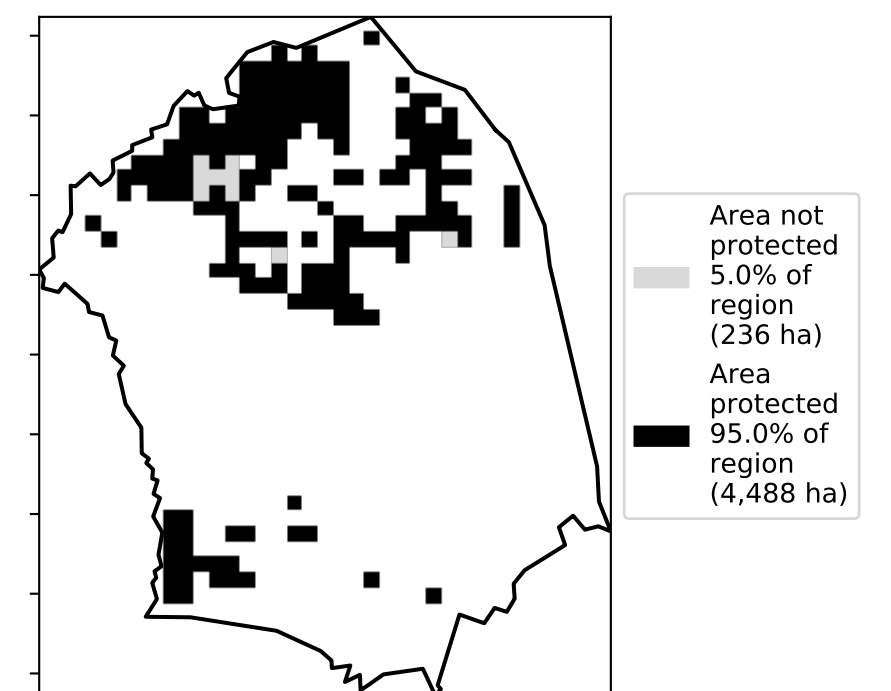 Area not
protected
5.0% of
region
(236 ha)
Area
protected
95.0% of
region
(4,488 ha)